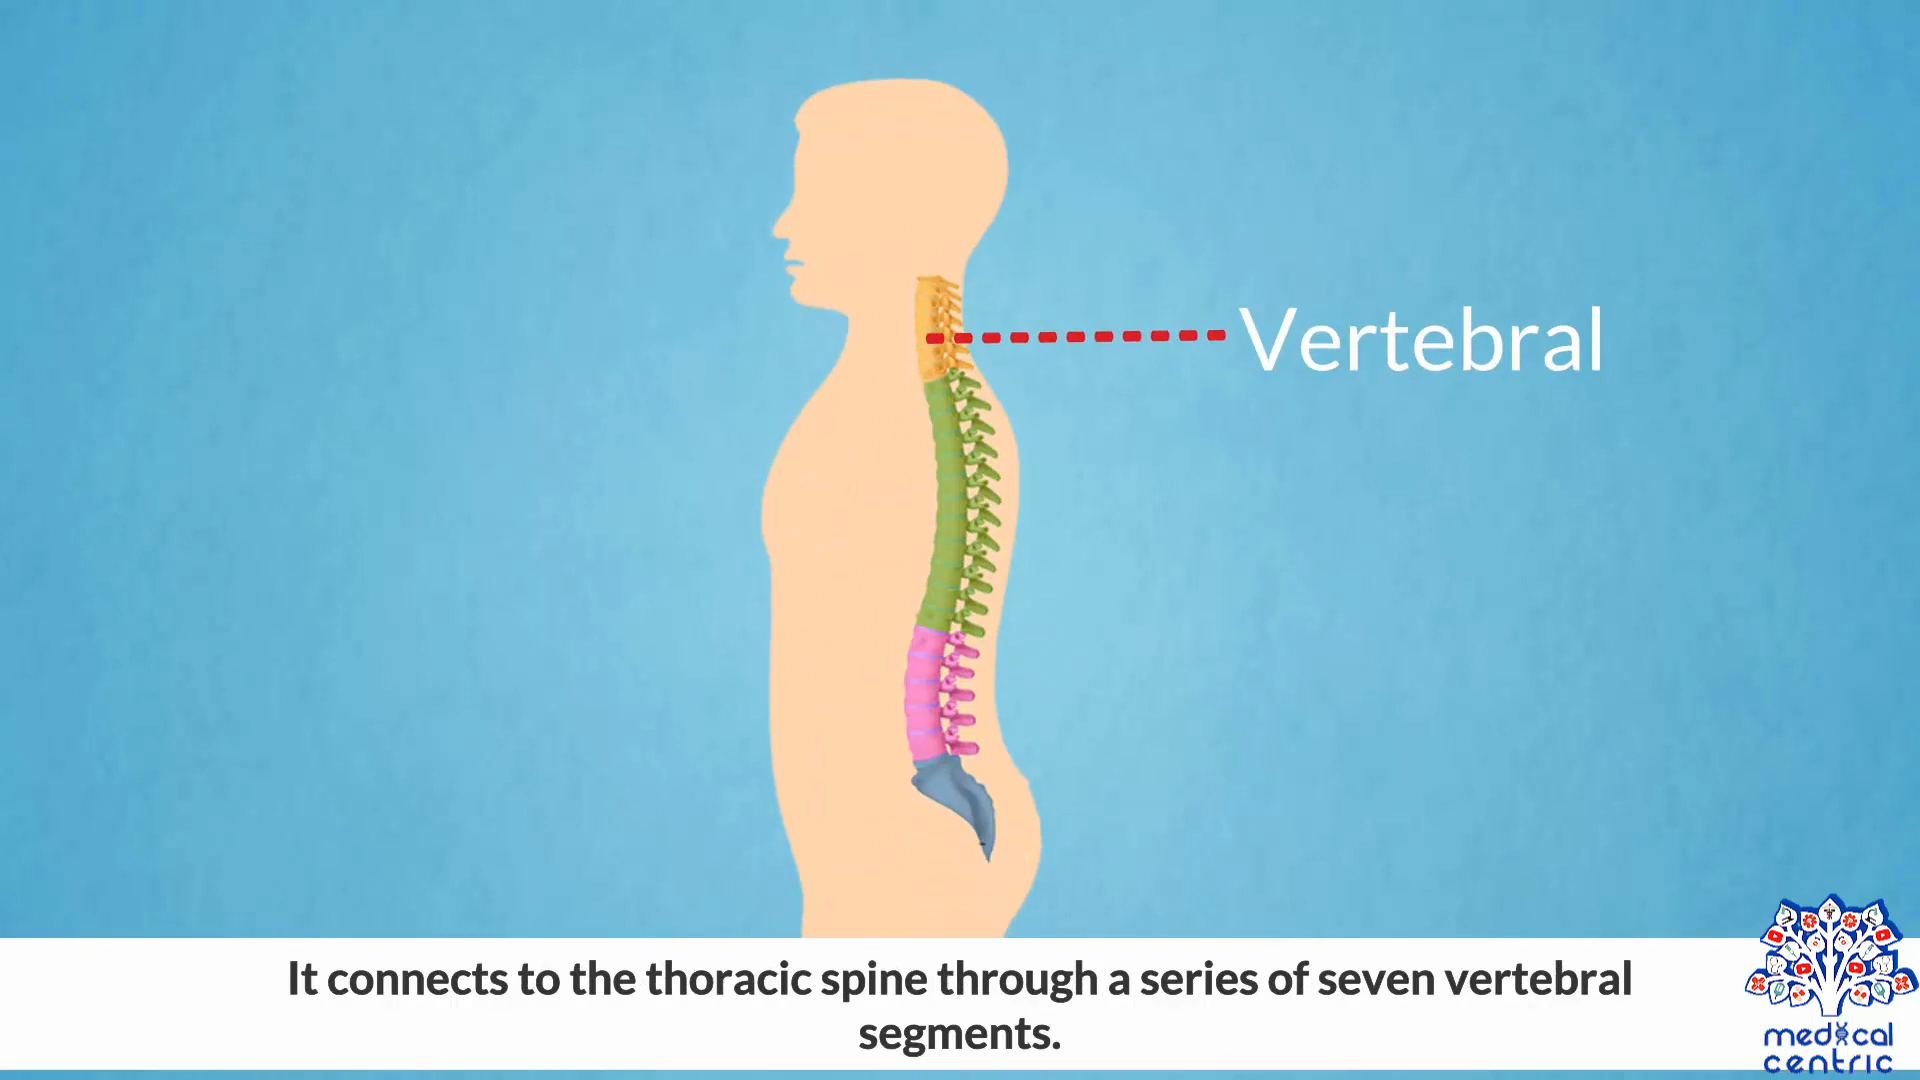 Vertebral
It connects to the thoracic spine through a series of seven vertebral
segments.
medical
centric